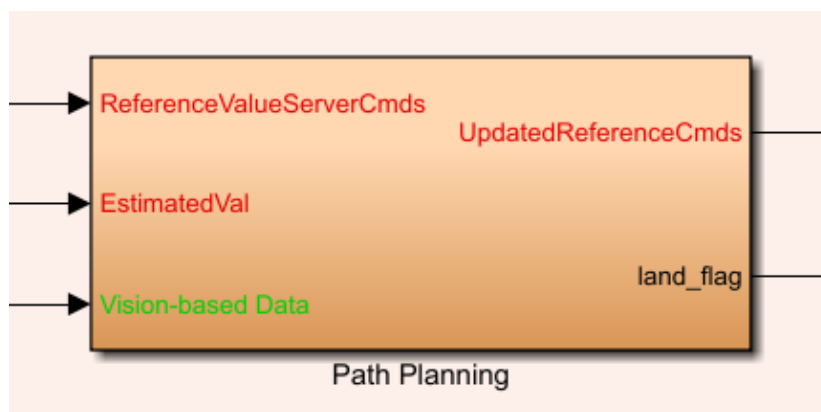 ReferenceValueServerCmds
UpdatedReferenceCmds
EstimatedVal
land_flag
Vision-based Data
Path Planning